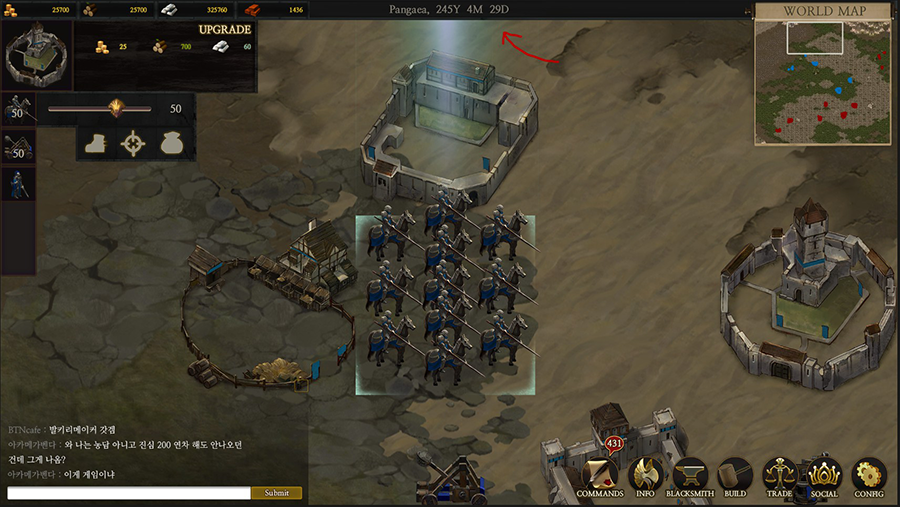 25700
25700
325760
1436
Pangaea, 245Y 4M 29D
WORLD MAP
UPGRADE
25
700
60
50
50
50
BTNcafe : 발키리메이커 갓겜
아카메가벤다 : 와 나는 농담 아니고 진심 200 연차 해도 안나오던
건데 그게 나옴?
아카메가벤다 : 이게 게임이냐
Submit
431
COMMANDS
INFO
BLACKSMITH
BUILD
TRADE
SOCIAL
CONFIG